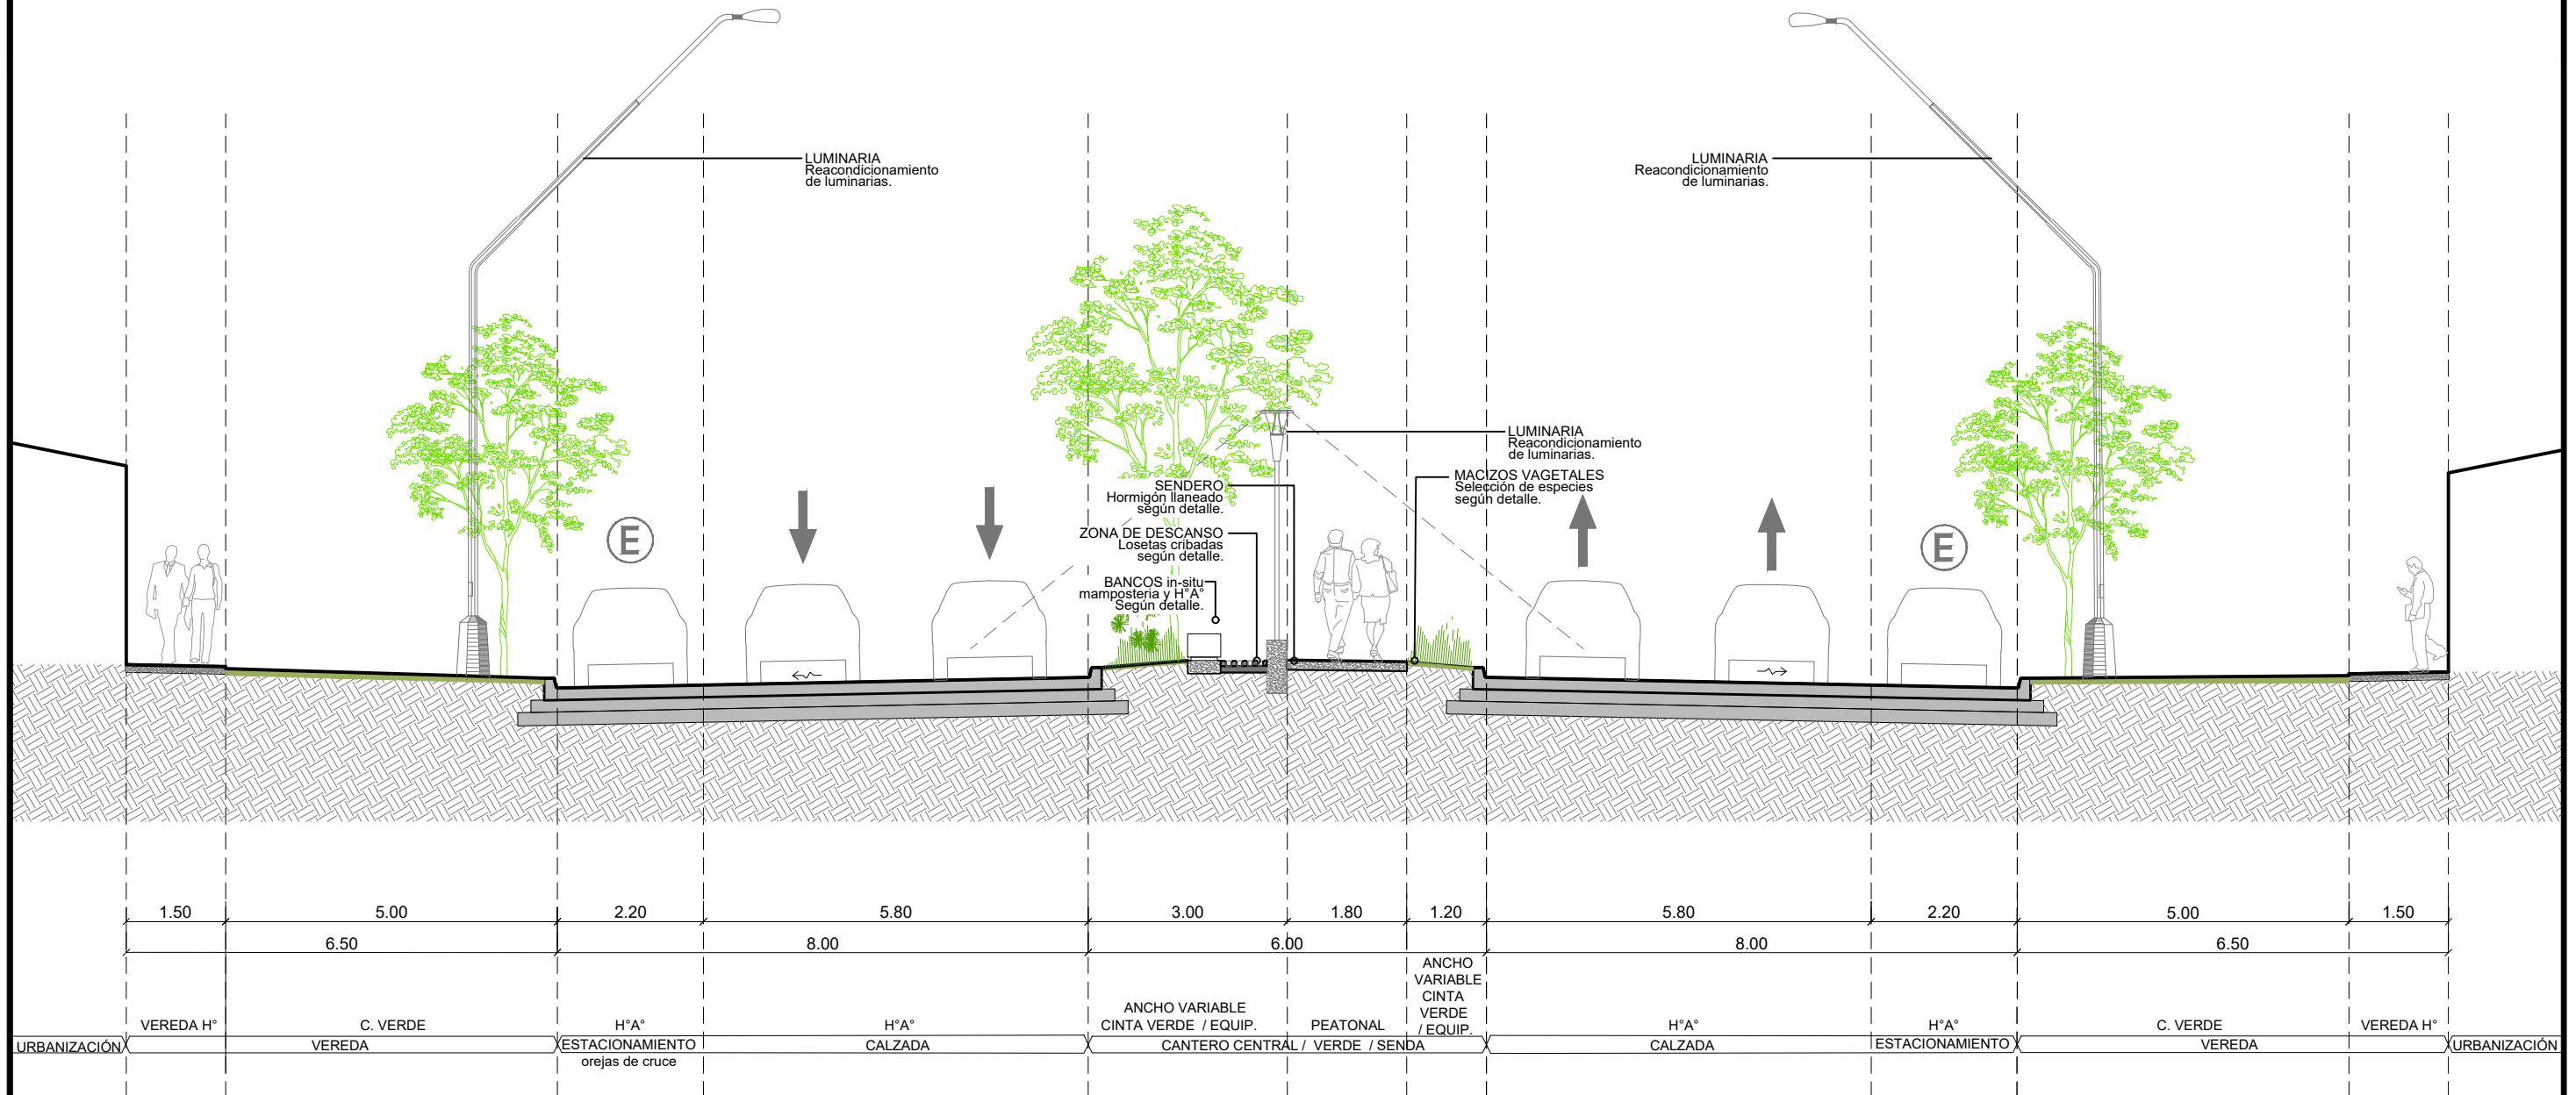 LUMINARIA
Reacondicionamiento
de luminarias.
LUMINARIA
Reacondicionamiento
de luminarias.
LUMINARIA
Reacondicionamiento
de luminarias.
MACIZOS VAGETALES
Selección de especies
según detalle.
SENDERO
Hormigón llaneado
según detalle.
ZONA DE DESCANSO
Losetas cribadas
según detalle.
BANCOS in-situ
mamposteria y H°A°
Según detalle.
E
E
1.50 5.00 2.20 5.80 3.00 1.80 1.20 5.80 2.20 5.00 1.50
6.50 8.00 6.00 8.00 6.50
VEREDA H°
C. VERDE
H°A°
H°A°
ANCHO VARIABLE
CINTA VERDE / EQUIP.
PEATONAL
ANCHO
VARIABLE
CINTA
VERDE
/ EQUIP.
H°A°
H°A°
C. VERDE
VEREDA H°
URBANIZACIÓN
VEREDA
ESTACIONAMIENTO
orejas de cruce
CALZADA
CANTERO CENTRAL / VERDE / SENDA
CALZADA
ESTACIONAMIENTO
VEREDA
URBANIZACIÓN